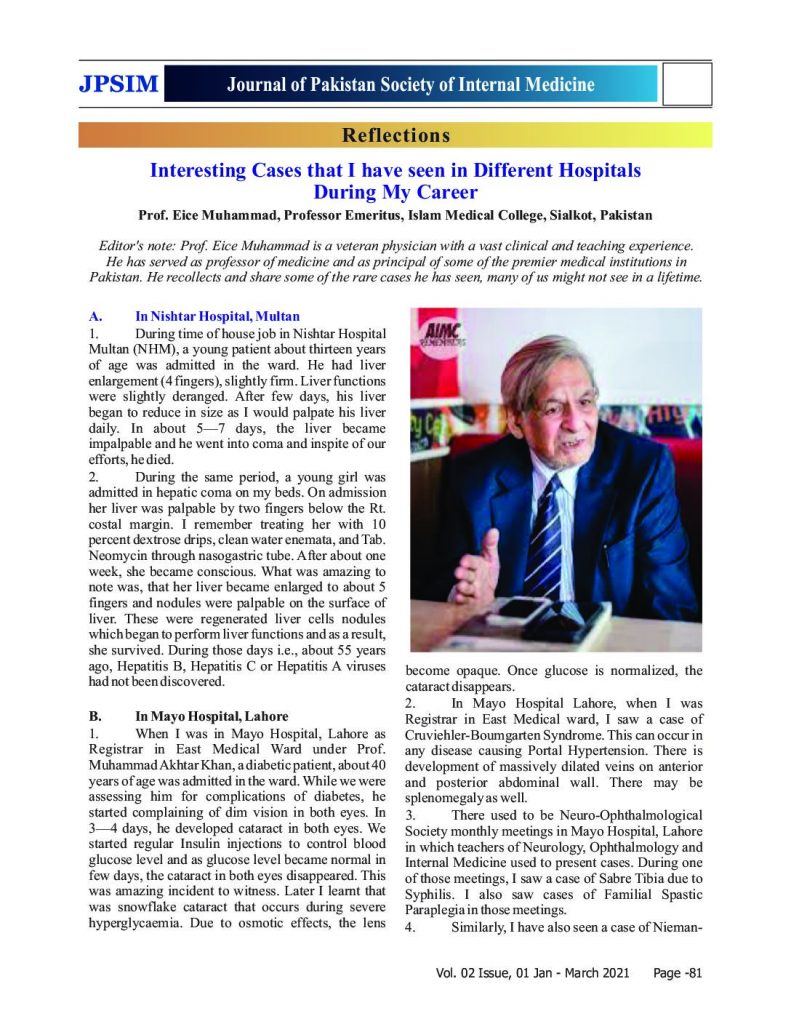 JPSIM
Journal of Pakistan Society of Internal Medicine
Reflections
Interesting Cases that I have seen in Different Hospitals
During My Career
Prof. Eice Muhammad, Professor Emeritus, Islam Medical College, Sialkot, Pakistan
Editor's note: Prof. Eice Muhammad is a veteran physician with a vast clinical and teaching experience.
He has served as professor of medicine and as principal of some of the premier medical institutions in
Pakistan. He recollects and share some of the rare cases he has seen, many of us might not see in a lifetime.
A. In Nishtar Hospital, Multan
1. During time of house job in Nishtar Hospital
Multan (NHM), a young patient about thirteen years
of age was admitted in the ward. He had liver
enlargement (4 fingers), slightly firm. Liver functions
were slightly deranged. After few days, his liver
began to reduce in size as I would palpate his liver
daily. In about 5—7 days, the liver became
impalpable and he went into coma and inspite of our
efforts, he died.
2. During the same period, a young girl was
admitted in hepatic coma on my beds. On admission
her liver was palpable by two fingers below the Rt.
costal margin. I remember treating her with 10
percent dextrose drips, clean water enemata, and Tab.
Neomycin through nasogastric tube. After about one
week, she became conscious. What was amazing to
note was, that her liver became enlarged to about 5
fingers and nodules were palpable on the surface of
liver. These were regenerated liver cells nodules
which began to perform liver functions and as a result,
she survived. During those days i.e., about 55 years
ago, Hepatitis B, Hepatitis C or Hepatitis A viruses
had not been discovered.
B. In Mayo Hospital, Lahore
1. When I was in Mayo Hospital, Lahore as
Registrar in East Medical Ward under Prof.
Muhammad Akhtar Khan, a diabetic patient, about 40
years of age was admitted in the ward. While we were
assessing him for complications of diabetes, he
started complaining of dim vision in both eyes. In
3—4 days, he developed cataract in both eyes. We
started regular Insulin injections to control blood
glucose level and as glucose level became normal in
few days, the cataract in both eyes disappeared. This
was amazing incident to witness. Later I learnt that
was snowflake cataract that occurs during severe
hyperglycaemia. Due to osmotic effects, the lens
AIMC
REMEMBERS
become opaque. Once glucose is normalized, the
cataract disappears.
2. In Mayo Hospital Lahore, when I was
Registrar in East Medical ward, I saw a case of
Cruviehler-Boumgarten Syndrome. This can occur in
any disease causing Portal Hypertension. There is
development of massively dilated veins on anterior
and posterior abdominal wall. There may be
splenomegaly as well.
3. There used to be Neuro-Ophthalmological
Society monthly meetings in Mayo Hospital, Lahore
in which teachers of Neurology, Ophthalmology and
Internal Medicine used to present cases. During one
of those meetings, I saw a case of Sabre Tibia due to
Syphilis. I also saw cases of Familial Spastic
Paraplegia in those meetings.
4. Similarly, I have also seen a case of Nieman-
Vol. 02 Issue, 01 Jan - March 2021 Page -81